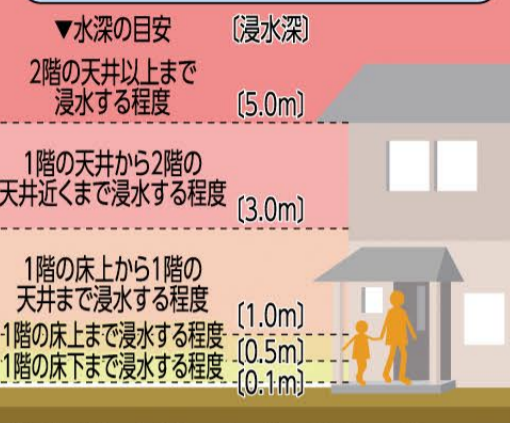 ▼水深の目安 〔浸水深〕
2階の天井以上まで
浸水する程度
〔5.0m〕
1階の天井から2階の
天井近くまで浸水する程度
〔3.0m〕
1階の床上から1階の
天井まで浸水する程度
〔1.0m〕
1階の床上まで浸水する程度
〔0.5m〕
1階の床下まで浸水する程度
〔0.1m〕